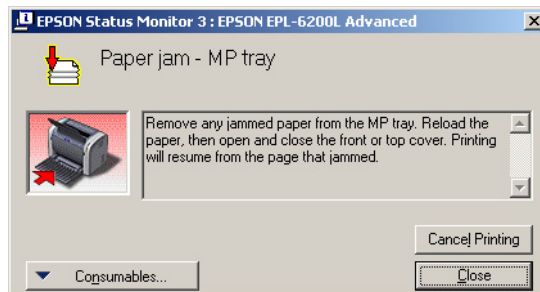 EPSON Status Monitor 3 : EPSON EPL-6200L Advanced
Paper jam - MP tray
Remove any jammed paper from the MP tray. Reload the
paper, then open and close the front or top cover. Printing
will resume from the page that jammed.
Cancel Printing
Consumables...
Close